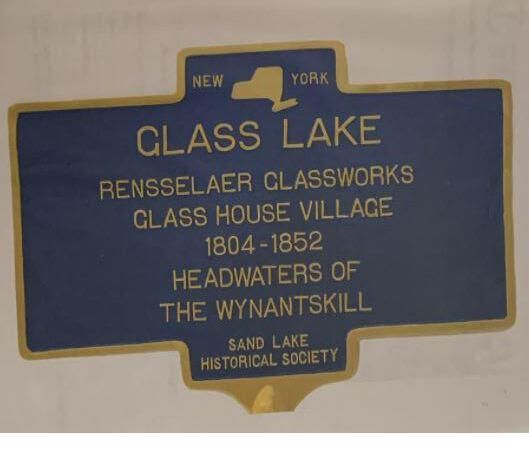 NEW YORK
GLASS LAKE
RENSSELAER GLASSWORKS
GLASS HOUSE VILLAGE
1804-1852
HEADWATERS OF
THE WYNANTSKILL
SAND LAKE
HISTORICAL SOCIETY